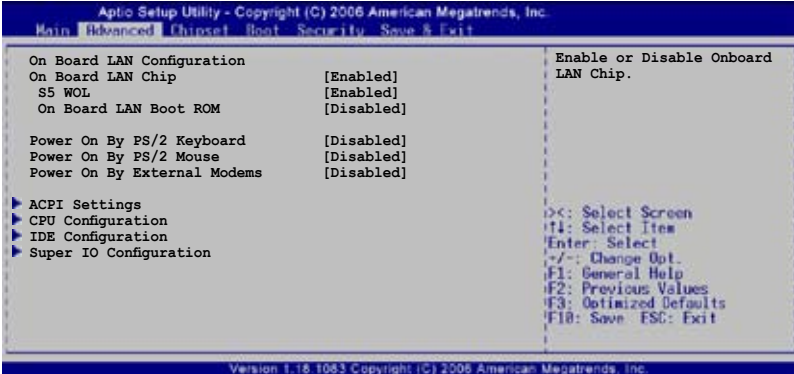 Aptio Setup Utility - Copyright (C) 2006 American Megatrends, Inc.
Main Advanced Chipset Boot Security Save & Exit
On Board LAN Configuration
On Board LAN Chip [Enabled]
S5 WOL [Enabled]
On Board LAN Boot ROM [Disabled]
Power On By PS/2 Keyboard [Disabled]
Power On By PS/2 Mouse [Disabled]
Power On By External Modems [Disabled]
ACPI Settings
CPU Configuration
IDE Configuration
Super IO Configuration
Enable or Disable Onboard
LAN Chip.
><: Select Screen
↑↓: Select Item
Enter: Select
+/-: Change Opt.
F1: General Help
F2: Previous Values
F3: Optimized Defaults
F10: Save ESC: Exit
Version 1.18.1083 Copyright (C) 2006 American Megatrends, Inc.